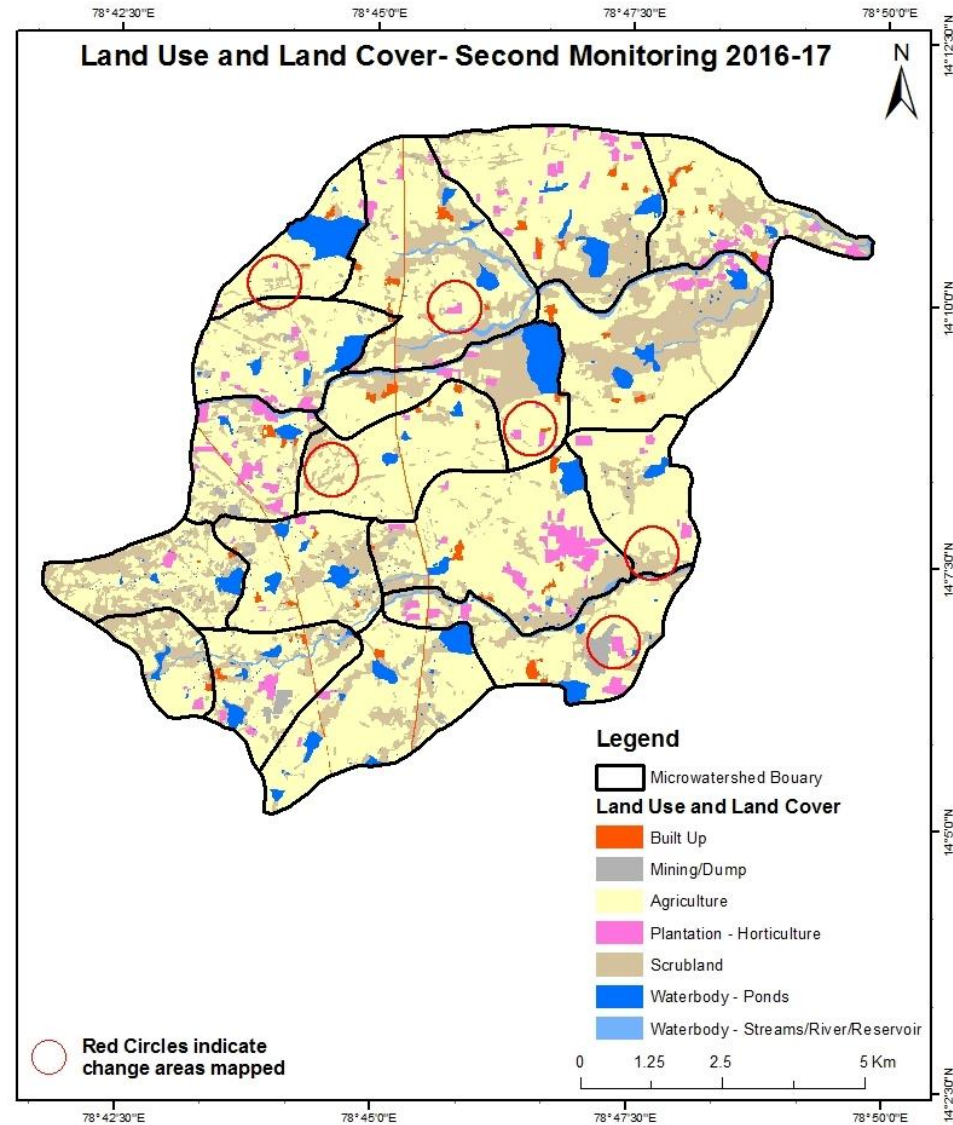 78°42'30"E 78°45'0"E 78°47'30"E 78°50'0"E
14°12'30"N
Land Use and Land Cover- Second Monitoring 2016-17
N
14°10'0"N
14°7'30"N
Legend
Microwatershed Bouary
Land Use and Land Cover
14°5'0"N
Built Up
Mining/Dump
Agriculture
Plantation - Horticulture
Scrubland
Waterbody - Ponds
Waterbody - Streams/River/Reservoir
Red Circles indicate
change areas mapped
0 1.25 2.5 5 Km
14°2'30"N
78°42'30"E 78°45'0"E 78°47'30"E 78°50'0"E